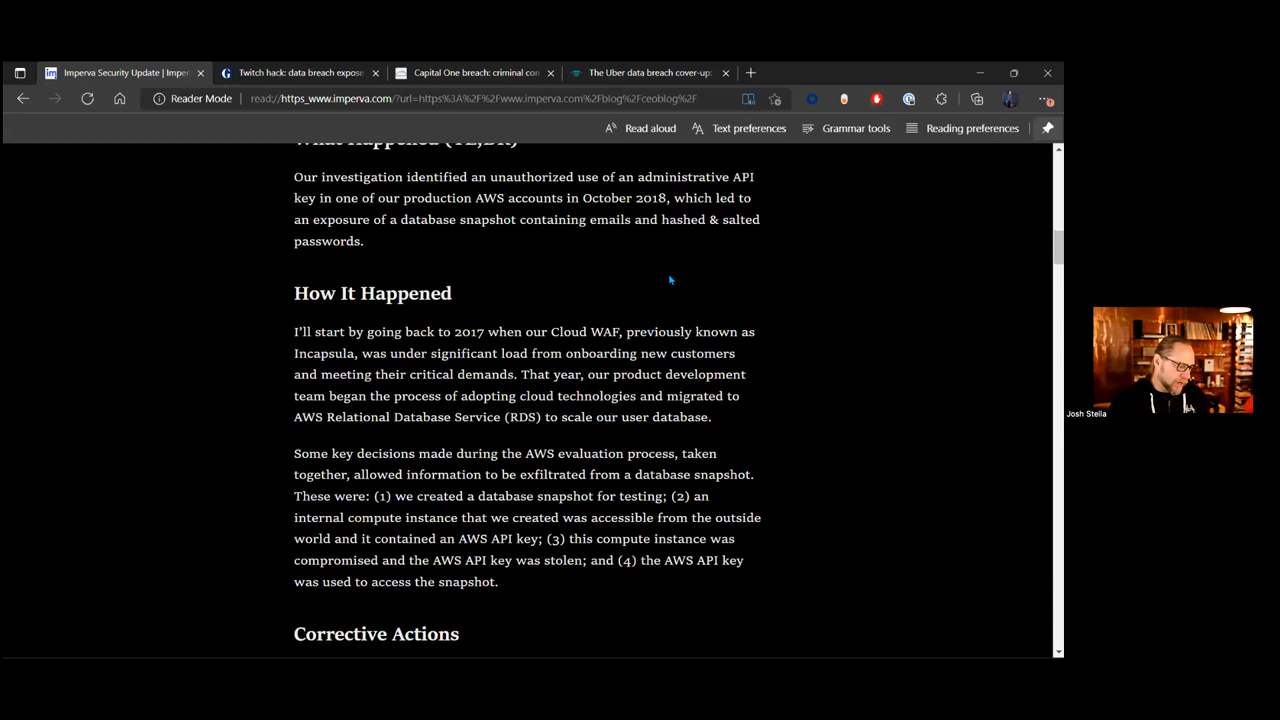 Imperva Security Update | Imper
Twitch hack: data breach expose
Capital One breach: criminal con
The Uber data breach cover-up:
Reader Mode
read://https_www.imperva.com/?url=https%3A%2F%2Fwww.imperva.com%2Fblog%2Fceoblog%2F
Read aloud
Text preferences
Grammar tools
Reading preferences
What Happened (TL;DR)
Our investigation identified an unauthorized use of an administrative API
key in one of our production AWS accounts in October 2018, which led to
an exposure of a database snapshot containing emails and hashed & salted
passwords.
How It Happened
I'll start by going back to 2017 when our Cloud WAF, previously known as
Incapsula, was under significant load from onboarding new customers
and meeting their critical demands. That year, our product development
team began the process of adopting cloud technologies and migrated to
AWS Relational Database Service (RDS) to scale our user database.
Some key decisions made during the AWS evaluation process, taken
together, allowed information to be exfiltrated from a database snapshot.
These were: (1) we created a database snapshot for testing; (2) an
internal compute instance that we created was accessible from the outside
world and it contained an AWS API key; (3) this compute instance was
compromised and the AWS API key was stolen; and (4) the AWS API key
was used to access the snapshot.
Corrective Actions
Josh Stella